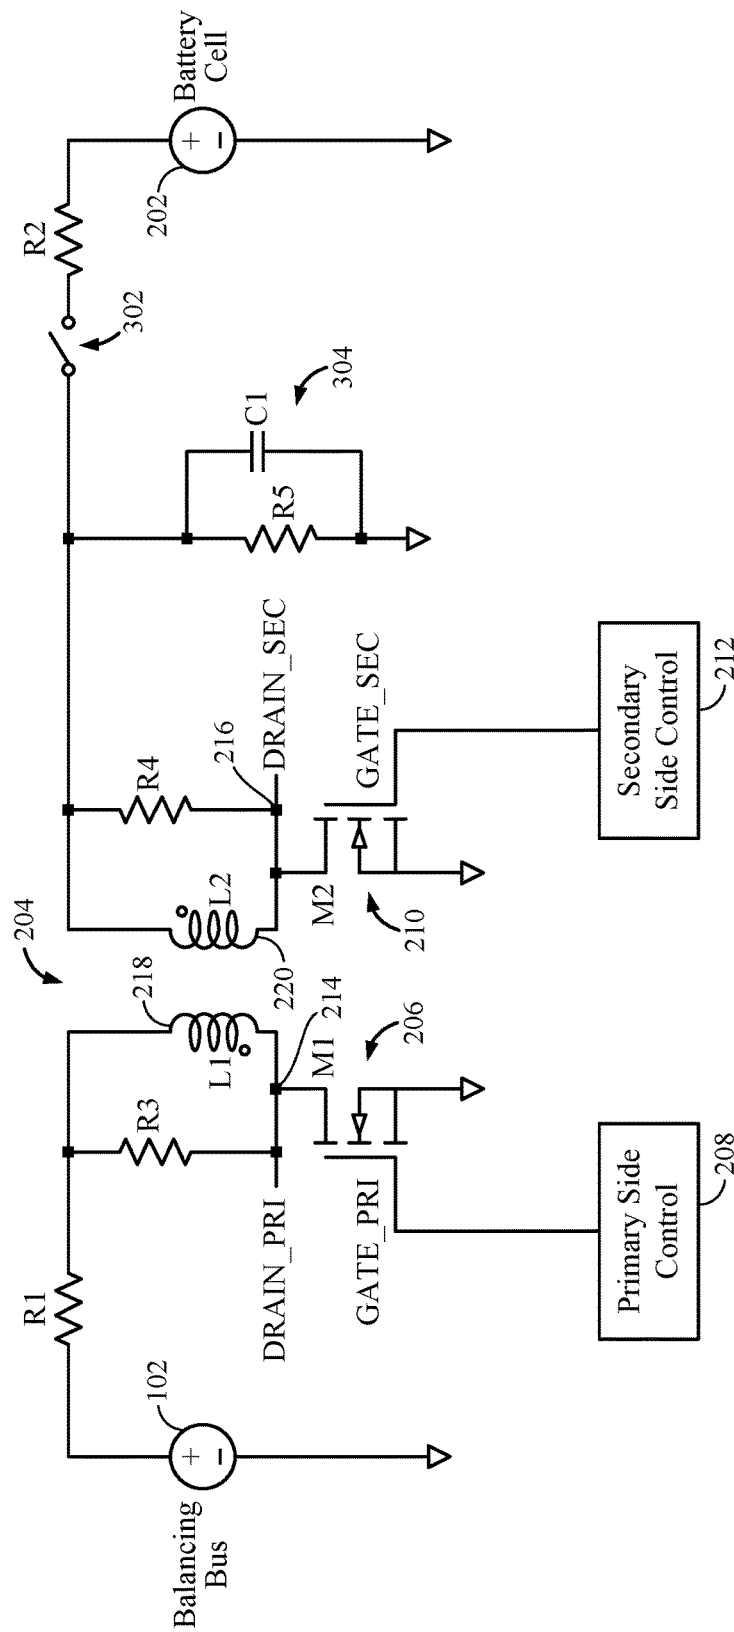 204
302
304
Balancing
Bus
102
R1
R3
218
L1
L2
220
R4
216
214
DRAIN_PRI
DRAIN_SEC
M1
M2
206
210
GATE_PRI
GATE_SEC
Primary Side
Control
208
Secondary
Side Control
212
R5
C1
R2
202
Battery
Cell
+
−
+
−